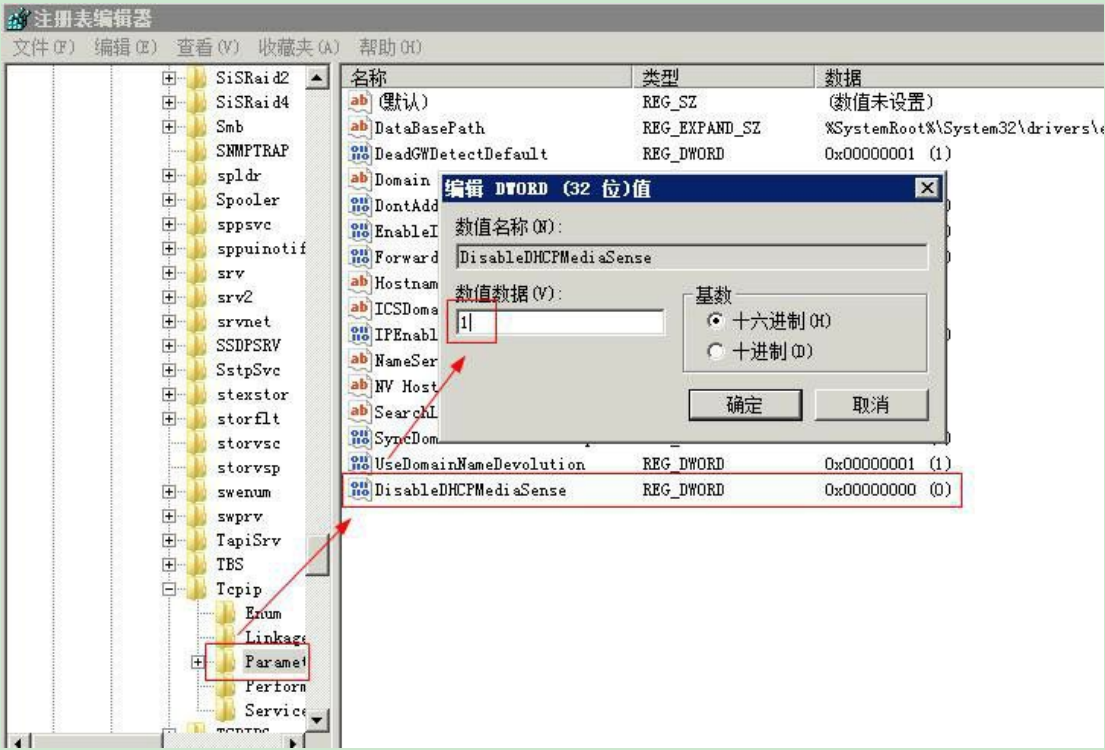 注册表编辑器
文件(F) 编辑(E) 查看(V) 收藏夹(A) 帮助(H)
SiSRaid2
SiSRaid4
Smb
SNMPTRAP
spldr
Spooler
sppsvc
sppuinotif
srv
srv2
srvnet
SSDPSRV
SstpSvc
stexstor
storflt
storvsc
storvsp
swenum
swprv
TapiSrv
TBS
Tcpip
Enum
Linkage
Paramet
Perform
Service
TCPIP6
名称 类型 数据
(默认) REG_SZ (数值未设置)
DataBasePath REG_EXPAND_SZ %SystemRoot%\System32\drivers\e
DeadGWDetectDefault REG_DWORD 0x00000001 (1)
Domain
DontAdd
EnableI
Forward
Hostnam
ICSDoma
IPEnabl
NameSer
NV Host
SearchL
SyncDom
UseDomainNameDevolution REG_DWORD 0x00000001 (1)
DisableDHCPMediaSense REG_DWORD 0x00000000 (0)
编辑 DWORD (32 位)值
数值名称(N):
DisableDHCPMediaSense
数值数据(V):
1
基数
十六进制(H)
十进制(D)
确定 取消